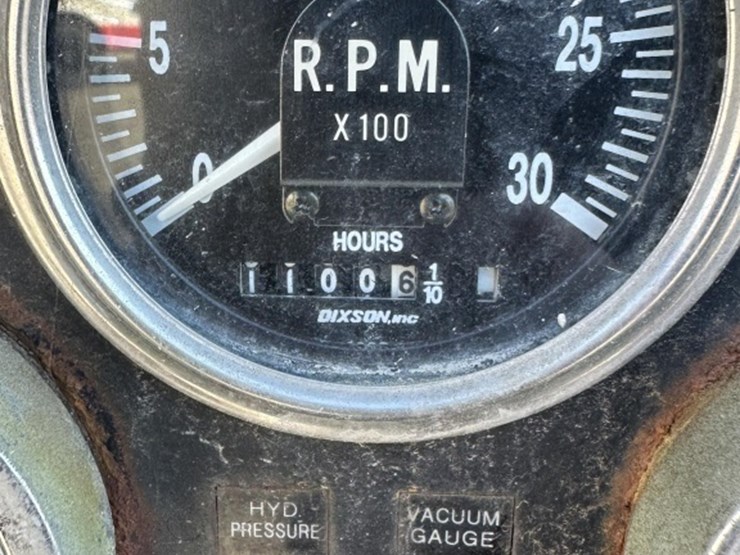 5
25
R.P.M.
X100
0
30
HOURS
1 1 0 0 6 1/10
DIXSON, INC
HYD.
PRESSURE
VACUUM
GAUGE